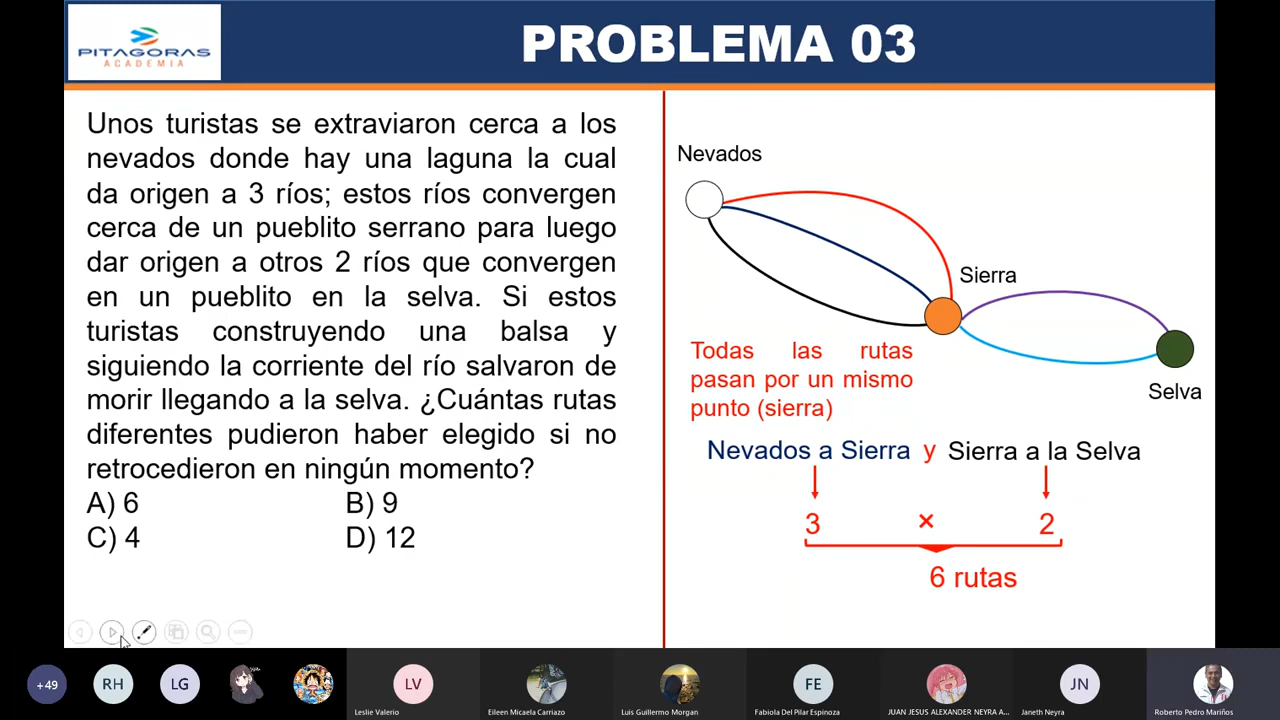 PITAGORAS
ACADEMIA
PROBLEMA 03
Unos turistas se extraviaron cerca a los
nevados donde hay una laguna la cual
da origen a 3 ríos; estos ríos convergen
cerca de un pueblito serrano para luego
dar origen a otros 2 ríos que convergen
en un pueblito en la selva. Si estos
turistas construyendo una balsa y
siguiendo la corriente del río salvaron de
morir llegando a la selva. ¿Cuántas rutas
diferentes pudieron haber elegido si no
retrocedieron en ningún momento?
A) 6 B) 9
C) 4 D) 12
Nevados
Sierra
Selva
Todas las rutas
pasan por un mismo
punto (sierra)
Nevados a Sierra y Sierra a la Selva
3 × 2
6 rutas
+49
RH
LG
LV
FE
JN
Leslie Valerio
Eileen Micaela Carriazo
Luis Guillermo Morgan
Fabiola Del Pilar Espinoza
JUAN JESUS ALEXANDER NEYRA A...
Janeth Neyra
Roberto Pedro Mariños